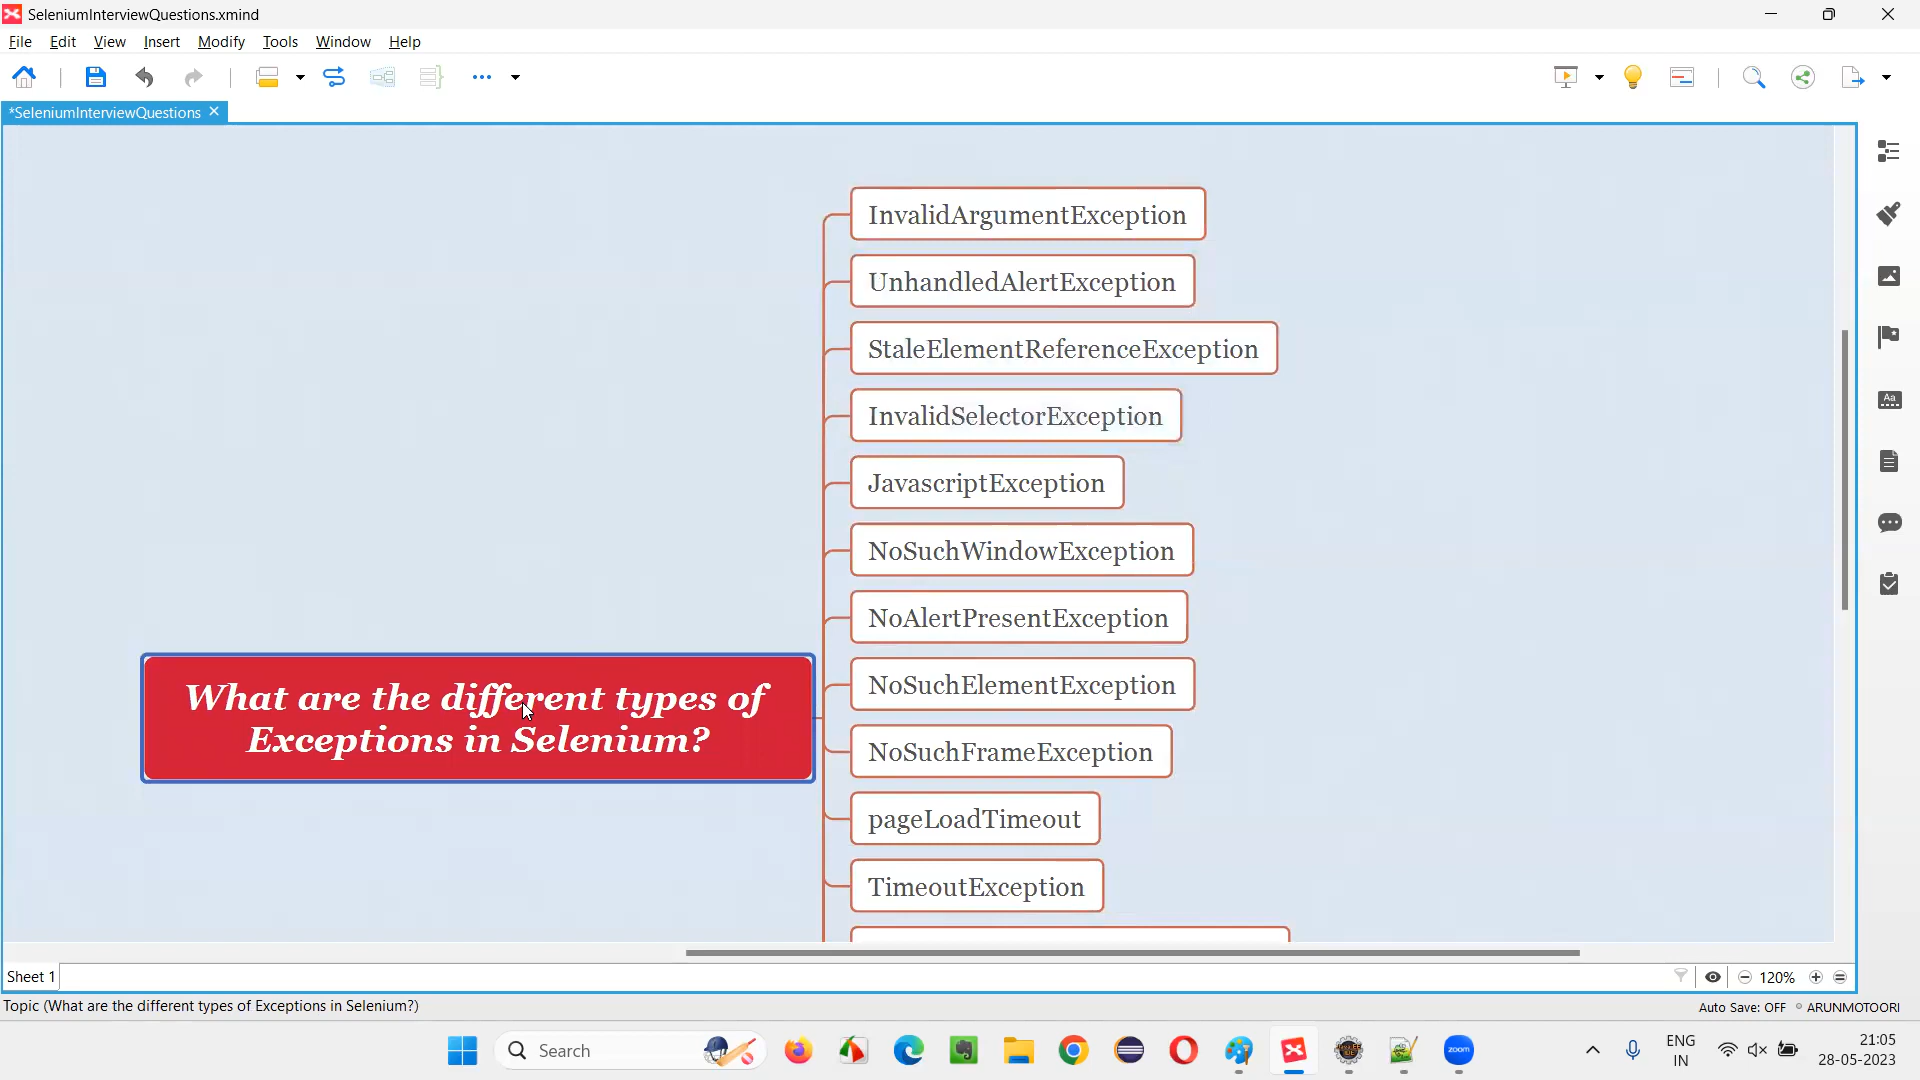 SeleniumInterviewQuestions.xmind
File Edit View Insert Modify Tools Window Help
*SeleniumInterviewQuestions
InvalidArgumentException
UnhandledAlertException
StaleElementReferenceException
InvalidSelectorException
JavascriptException
NoSuchWindowException
NoAlertPresentException
NoSuchElementException
NoSuchFrameException
pageLoadTimeout
TimeoutException
What are the different types of
Exceptions in Selenium?
Aa
Sheet 1
120%
Topic (What are the different types of Exceptions in Selenium?)
Auto Save: OFF
ARUNMOTOORI
Search
zoom
ENG
IN
21:05
28-05-2023